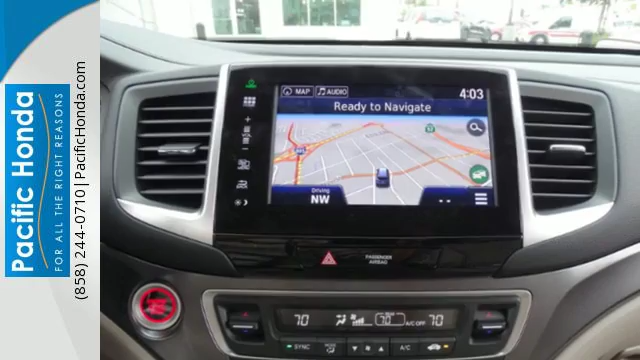 Pacific Honda
FOR ALL THE RIGHT REASONS
(858) 244-0710 | PacificHonda.com
MAP AUDIO 4:03
Ready to Navigate
Driving
NW
--
PASSENGER
AIRBAG
70 70 A/C OFF 70
SYNC A/C